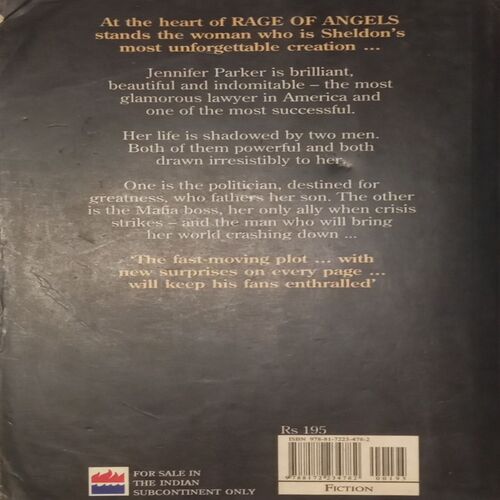 At the heart of RAGE OF ANGELS
stands the woman who is Sheldon's
most unforgettable creation ...
Jennifer Parker is brilliant,
beautiful and indomitable – the most
glamorous lawyer in America and
one of the most successful.
Her life is shadowed by two men.
Both of them powerful and both
drawn irresistibly to her.
One is the politician, destined for
greatness, who fathers her son. The other
is the Mafia boss, her only ally when crisis
strikes – and the man who will bring
her world crashing down ...
'The fast-moving plot ... with
new surprises on every page ...
will keep his fans enthralled'
Rs 195
ISBN 978-81-7223-476-2
9 788172 234762
00195
FICTION
FOR SALE IN
THE INDIAN
SUBCONTINENT ONLY